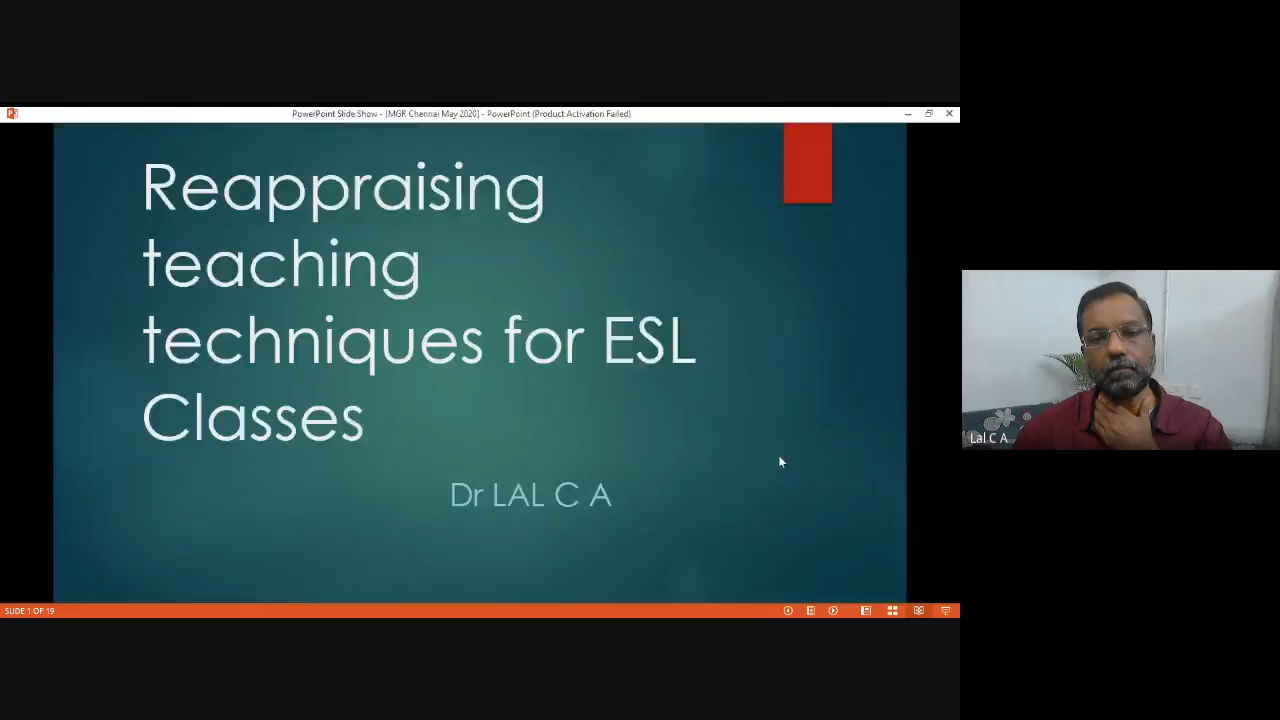 PowerPoint Slide Show - [MGR Chennai May 2020] - PowerPoint (Product Activation Failed)
Reappraising
teaching
techniques for ESL
Classes
Dr LAL C A
Lal C A
SLIDE 1 OF 19